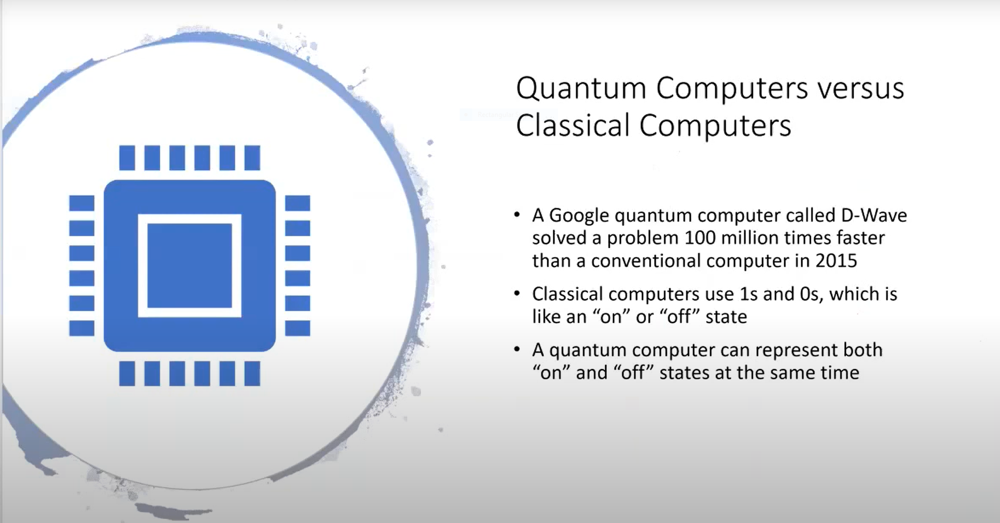 Quantum Computers versus
Classical Computers
• A Google quantum computer called D-Wave
solved a problem 100 million times faster
than a conventional computer in 2015
• Classical computers use 1s and 0s, which is
like an “on” or “off” state
• A quantum computer can represent both
“on” and “off” states at the same time
Rectangular